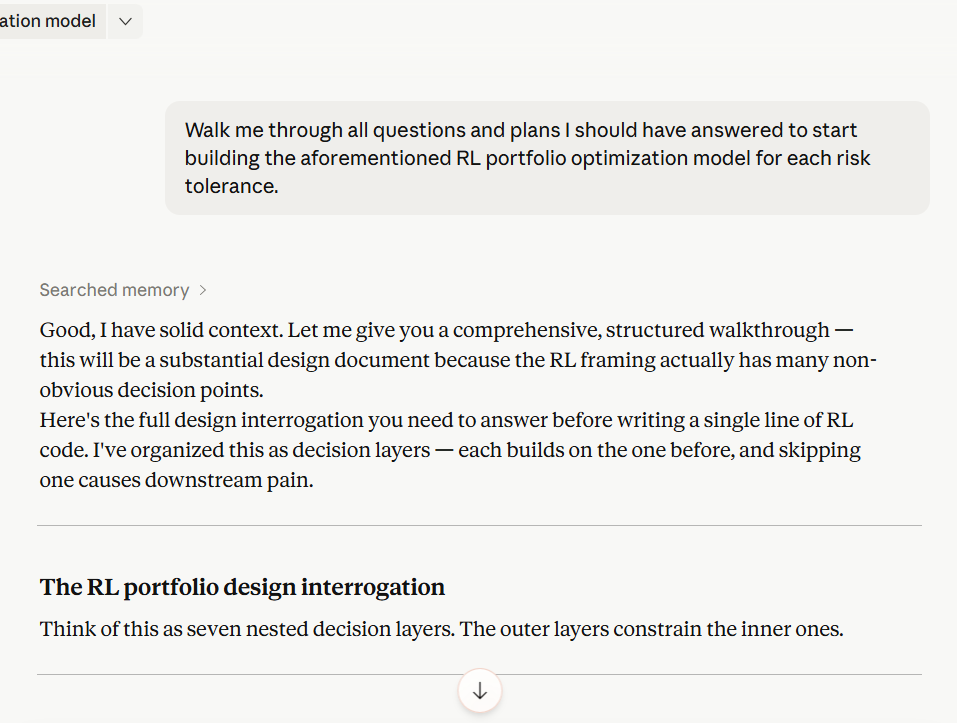 ation model
Walk me through all questions and plans I should have answered to start
building the aforementioned RL portfolio optimization model for each risk
tolerance.
Searched memory
Good, I have solid context. Let me give you a comprehensive, structured walkthrough —
this will be a substantial design document because the RL framing actually has many non-
obvious decision points.
Here's the full design interrogation you need to answer before writing a single line of RL
code. I've organized this as decision layers — each builds on the one before, and skipping
one causes downstream pain.
The RL portfolio design interrogation
Think of this as seven nested decision layers. The outer layers constrain the inner ones.